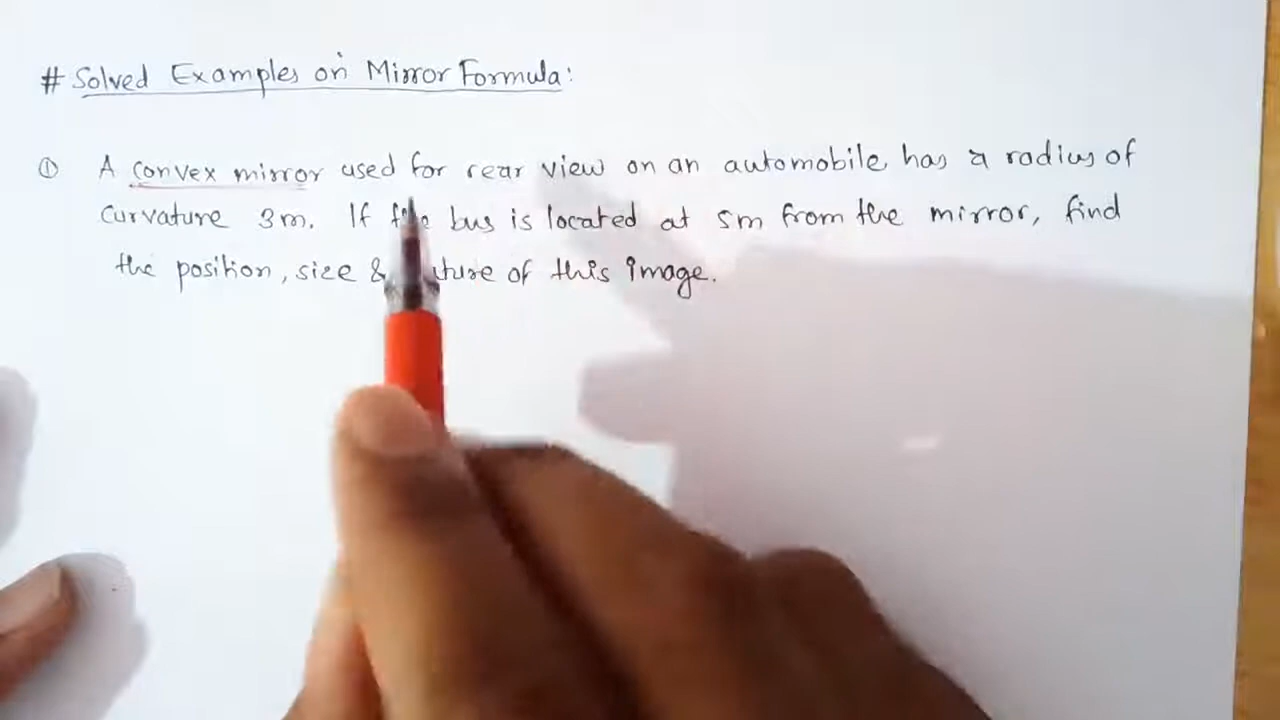 # Solved Examples on Mirror Formula:
① A convex mirror used for rear view on an automobile has a radius of
curvature 3m. If the bus is located at 5m from the mirror, find
the position, size & of this image.